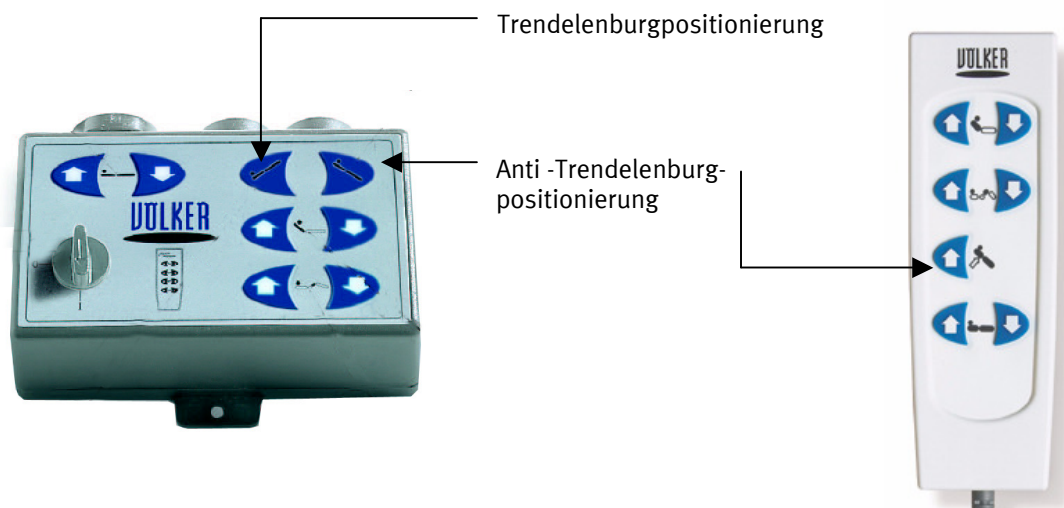 Trendelenburgpositionierung
VÖLKER
Anti -Trendelenburg-
positionierung
VÖLKER